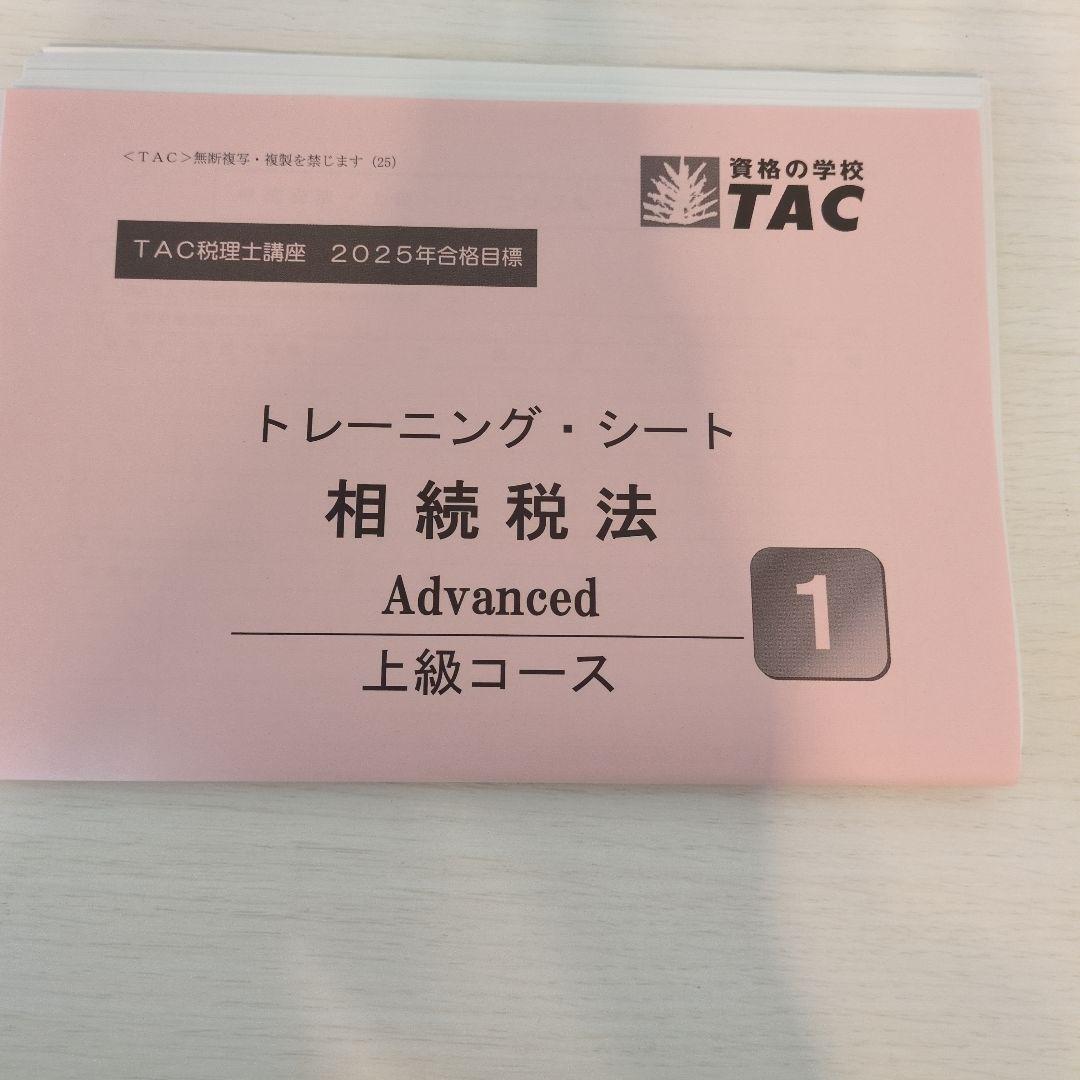 ＜ＴＡＣ＞無断複写・複製を禁じます（25）
資格の学校
TAC
ＴＡＣ税理士講座　２０２５年合格目標
トレーニング・シート
相続税法
Advanced
1
上級コース